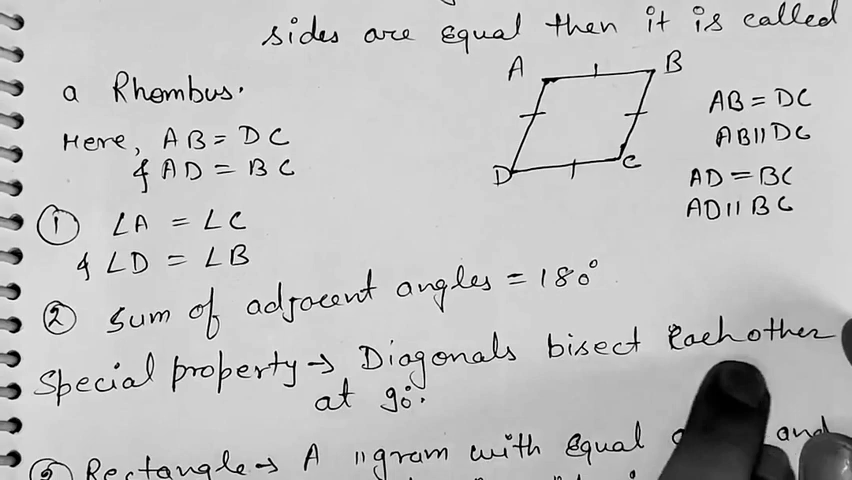 sides are equal then it is called
a Rhombus.
Here, AB = DC
& AD = BC
① ∠A = ∠C
& ∠D = ∠B
② Sum of adjacent angles = 180°
Special property → Diagonals bisect Each other
at 90°.
③ Rectangle → A ||gram with equal and
A
B
C
D
AB = DC
AB || DC
AD = BC
AD || BC